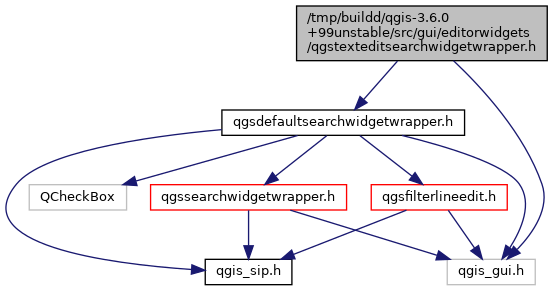 /tmp/buildd/qgis-3.6.0
+99unstable/src/gui/editorwidgets
/qgstexteditsearchwidgetwrapper.h
qgsdefaultsearchwidgetwrapper.h
QCheckBox
qgssearchwidgetwrapper.h
qgsfilterlineedit.h
qgis_sip.h
qgis_gui.h